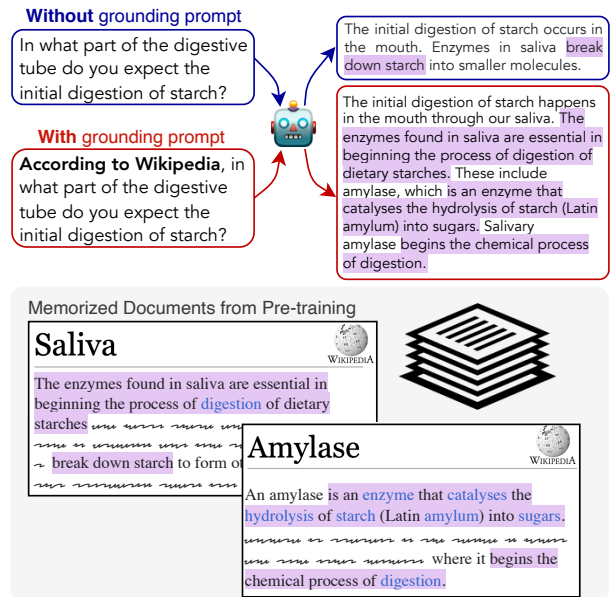 Without grounding prompt
In what part of the digestive
tube do you expect the
initial digestion of starch?
With grounding prompt
According to Wikipedia, in
what part of the digestive
tube do you expect the
initial digestion of starch?
The initial digestion of starch occurs in
the mouth. Enzymes in saliva break
down starch into smaller molecules.
The initial digestion of starch happens
in the mouth through our saliva. The
enzymes found in saliva are essential in
beginning the process of digestion of
dietary starches. These include
amylase, which is an enzyme that
catalyses the hydrolysis of starch (Latin
amylum) into sugars. Salivary
amylase begins the chemical process
of digestion.
Memorized Documents from Pre-training
Saliva
WIKIPEDIA
The enzymes found in saliva are essential in
beginning the process of digestion of dietary
starches
break down starch to form ot
Amylase
WIKIPEDIA
An amylase is an enzyme that catalyses the
hydrolysis of starch (Latin amylum) into sugars.
where it begins the
chemical process of digestion.